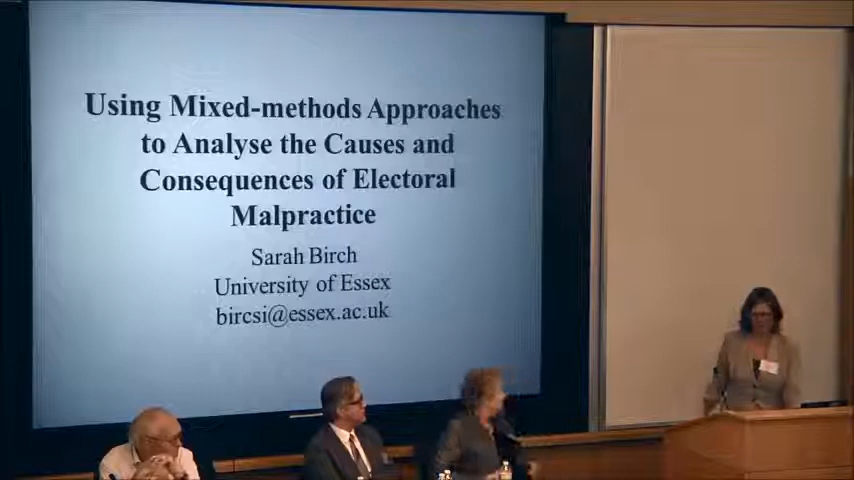 Using Mixed-methods Approaches
to Analyse the Causes and
Consequences of Electoral
Malpractice
Sarah Birch
University of Essex
bircsi@essex.ac.uk